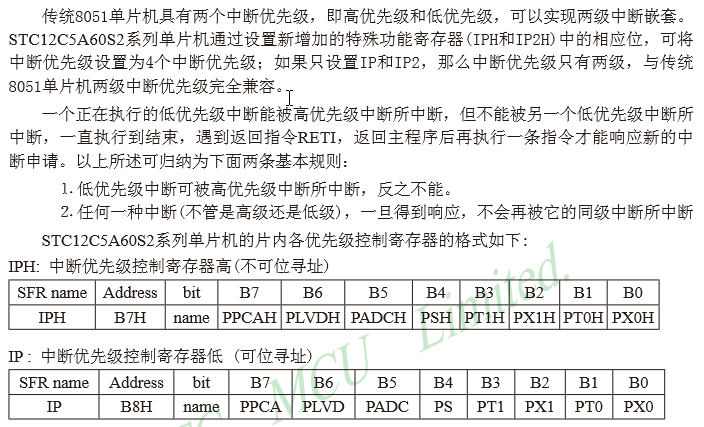 传统8051单片机具有两个中断优先级，即高优先级和低优先级，可以实现两级中断嵌套。
STC12C5A60S2系列单片机通过设置新增加的特殊功能寄存器(IPH和IP2H)中的相应位，可将
中断优先级设置为4个中断优先级；如果只设置IP和IP2，那么中断优先级只有两级，与传统
8051单片机两级中断优先级完全兼容。
一个正在执行的低优先级中断能被高优先级中断所中断，但不能被另一个低优先级中断所
中断，一直执行到结束，遇到返回指令RETI，返回主程序后再执行一条指令才能响应新的中
断申请。以上所述可归纳为下面两条基本规则：
1. 低优先级中断可被高优先级中断所中断，反之不能。
2. 任何一种中断(不管是高级还是低级)，一旦得到响应，不会再被它的同级中断所中断
STC12C5A60S2系列单片机的片内各优先级控制寄存器的格式如下：
IPH: 中断优先级控制寄存器高(不可位寻址)
SFR name Address bit B7 B6 B5 B4 B3 B2 B1 B0
IPH B7H name PPCAH PLVDH PADCH PSH PT1H PX1H PT0H PX0H
IP : 中断优先级控制寄存器低 (可位寻址)
SFR name Address bit B7 B6 B5 B4 B3 B2 B1 B0
IP B8H name PPCA PLVD PADC PS PT1 PX1 PT0 PX0
MCU Limited.